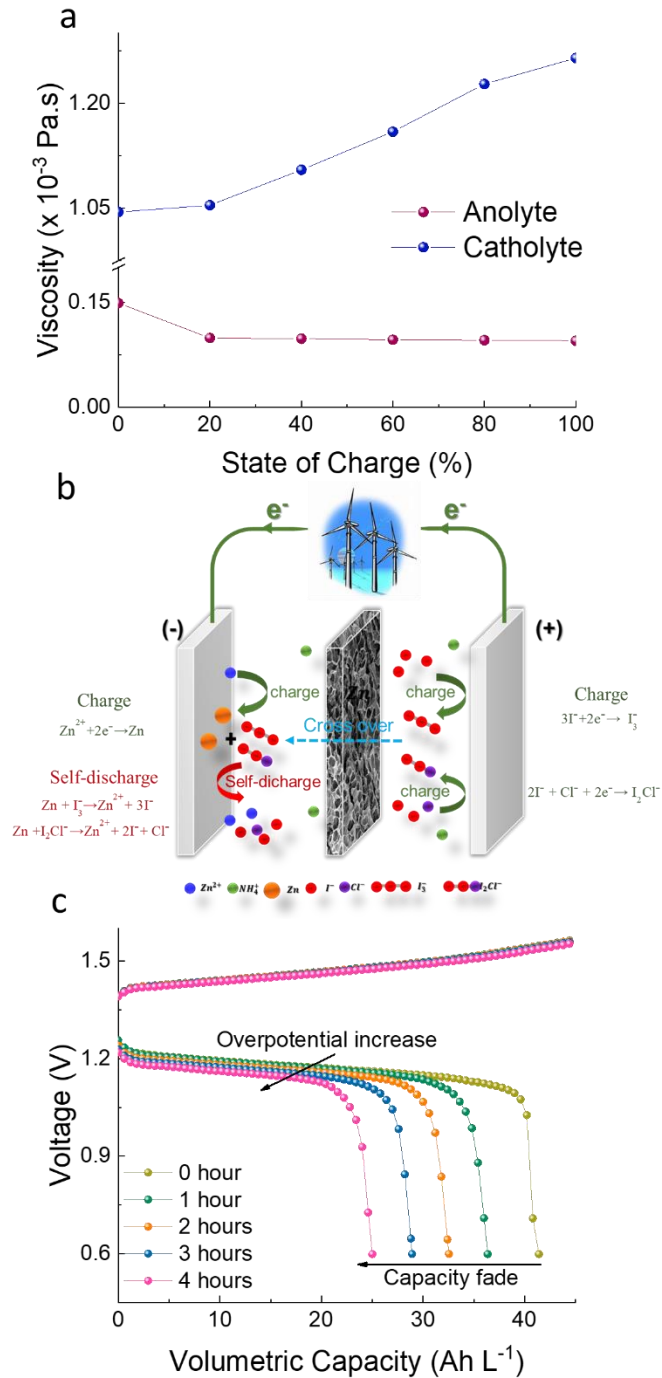 a
1.20
1.05
0.15
0.00
Viscosity (x 10⁻³ Pa.s)
Anolyte
Catholyte
0 20 40 60 80 100
State of Charge (%)
b
e⁻ e⁻
(-) (+)
Zn
charge charge
Charge
Zn²⁺ +2e⁻→Zn
Charge
3I⁻+2e⁻→ I₃⁻
Cross over
+
Self-discharge
Zn + I₃⁻→Zn²⁺ + 3I⁻
Zn +I₂Cl⁻→Zn²⁺ + 2I⁻+ Cl⁻
Self-dicharge
charge
2I⁻ + Cl⁻ + 2e⁻→ I₂Cl⁻
Zn²⁺ NH₄⁺ Zn I⁻ Cl⁻ I₃⁻ I₂Cl⁻
c
1.5
1.2
0.9
0.6
Voltage (V)
Overpotential increase
0 hour
1 hour
2 hours
3 hours
4 hours
Capacity fade
0 10 20 30 40
Volumetric Capacity (Ah L⁻¹)